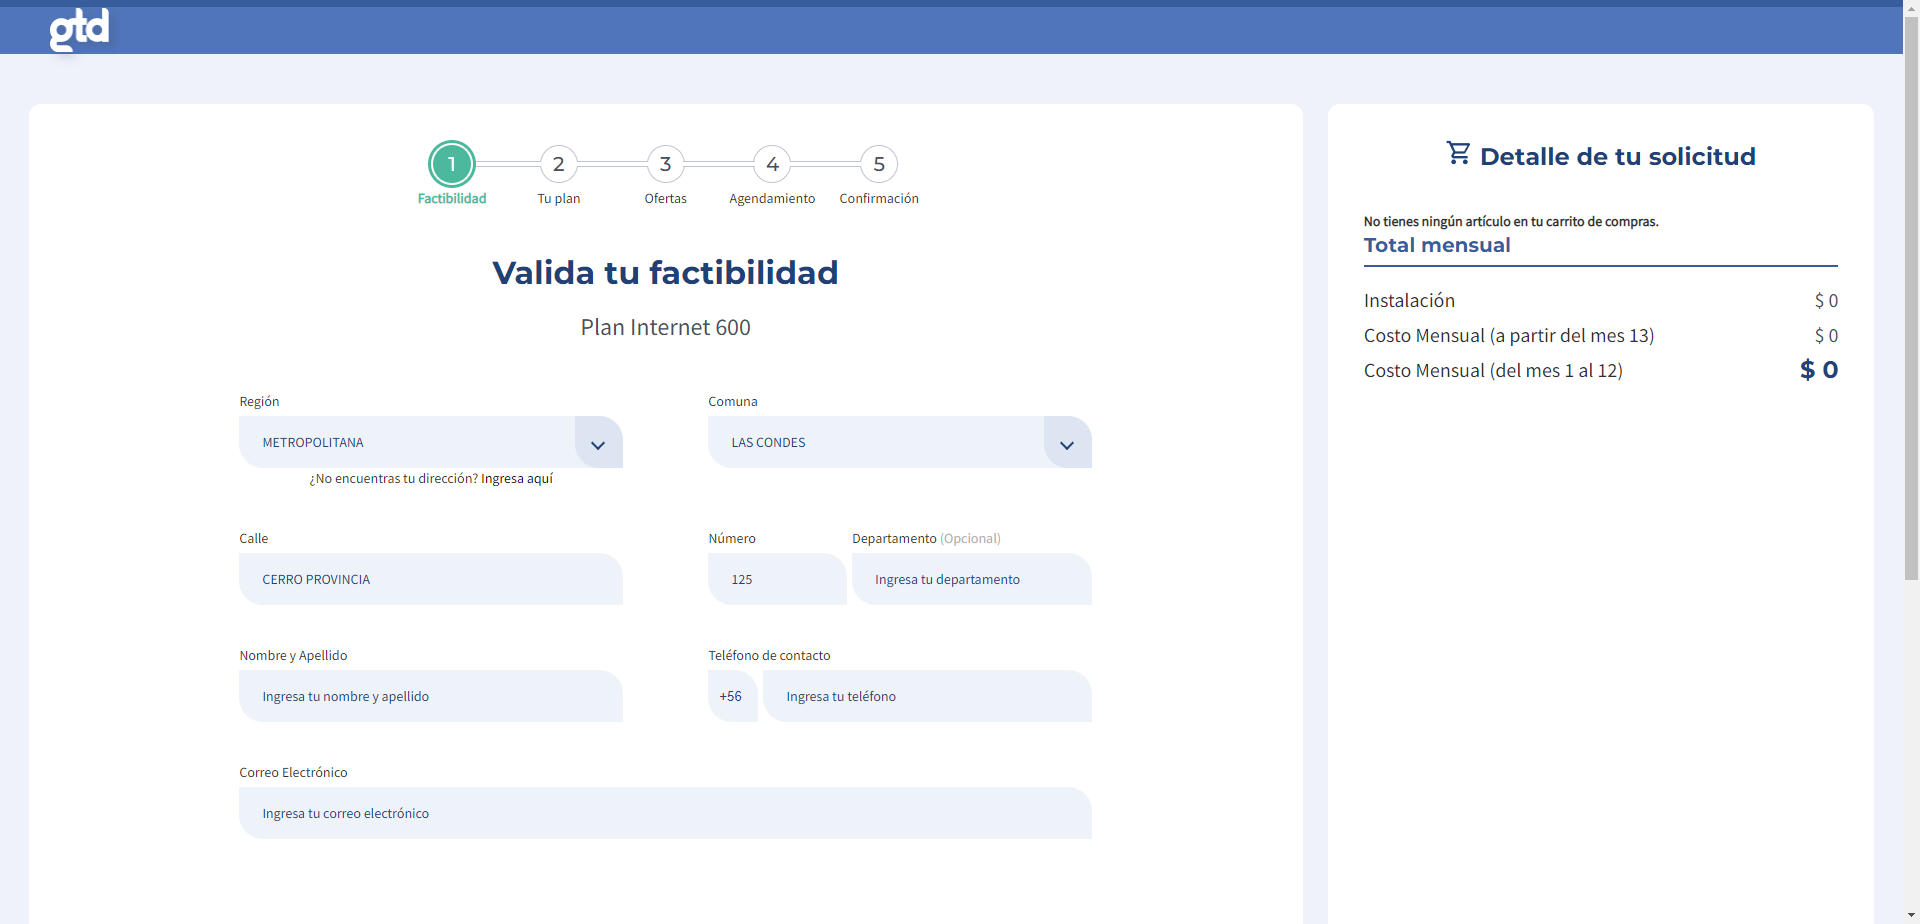 gtd
1
2
3
4
5
Factibilidad
Tu plan
Ofertas
Agendamiento
Confirmación
Valida tu factibilidad
Plan Internet 600
Región
Comuna
METROPOLITANA
LAS CONDES
¿No encuentras tu dirección? Ingresa aquí
Calle
Número
Departamento (Opcional)
CERRO PROVINCIA
125
Ingresa tu departamento
Nombre y Apellido
Teléfono de contacto
Ingresa tu nombre y apellido
+56
Ingresa tu teléfono
Correo Electrónico
Ingresa tu correo electrónico
Detalle de tu solicitud
No tienes ningún artículo en tu carrito de compras.
Total mensual
Instalación $ 0
Costo Mensual (a partir del mes 13) $ 0
Costo Mensual (del mes 1 al 12) $ 0